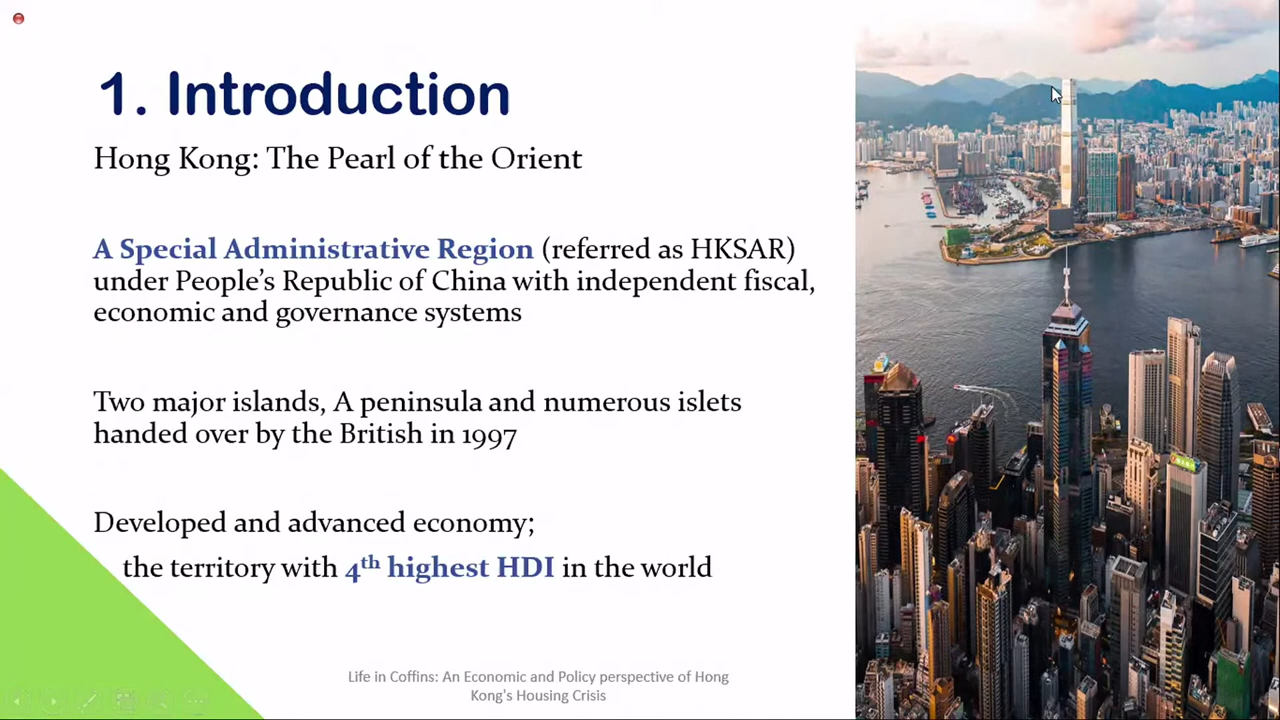 1. Introduction
Hong Kong: The Pearl of the Orient
A Special Administrative Region (referred as HKSAR)
under People’s Republic of China with independent fiscal,
economic and governance systems
Two major islands, A peninsula and numerous islets
handed over by the British in 1997
Developed and advanced economy;
the territory with 4th highest HDI in the world
Life in Coffins: An Economic and Policy perspective of Hong
Kong's Housing Crisis